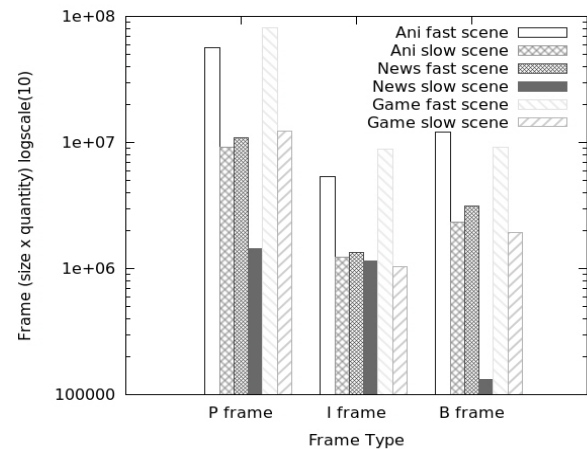 1e+08
1e+07
1e+06
100000
Frame (size x quantity) logscale(10)
Ani fast scene
Ani slow scene
News fast scene
News slow scene
Game fast scene
Game slow scene
P frame
I frame
B frame
Frame Type